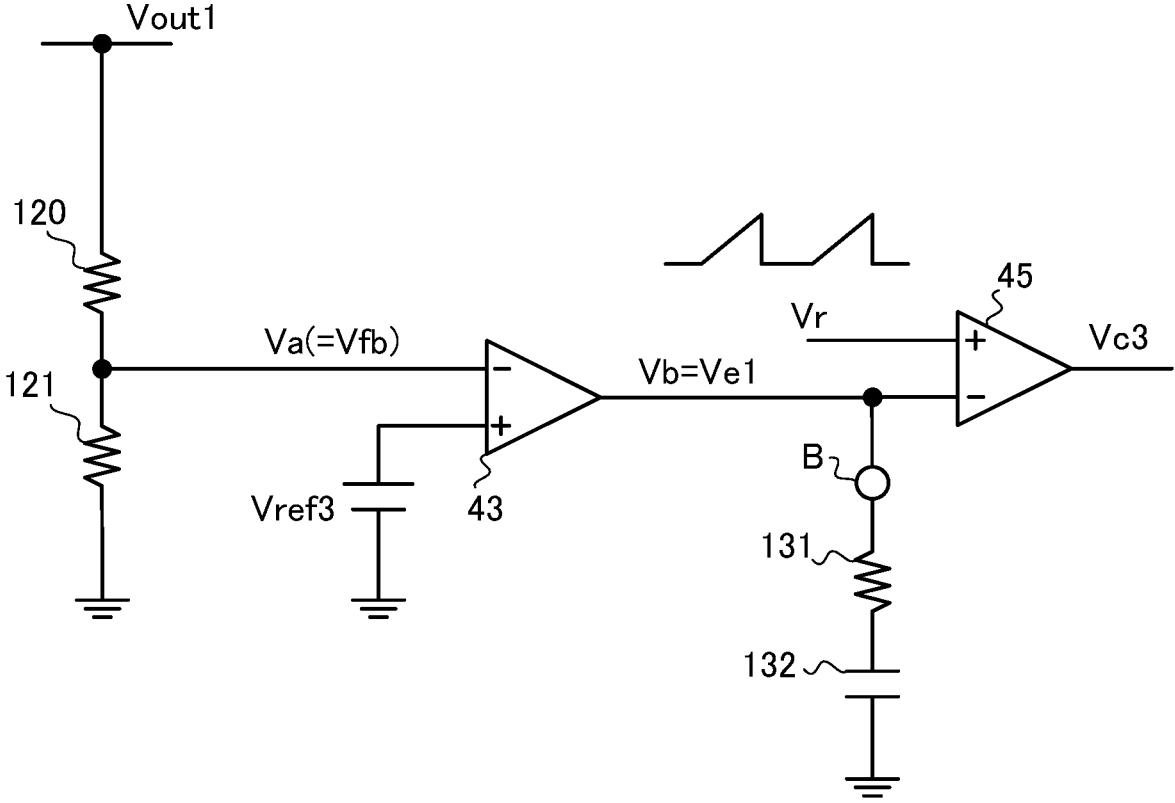 Vout1
120
45
Vr
Vc3
Va(=Vfb)
−
+
Vb=Ve1
121
+
−
B
Vref3
43
131
132